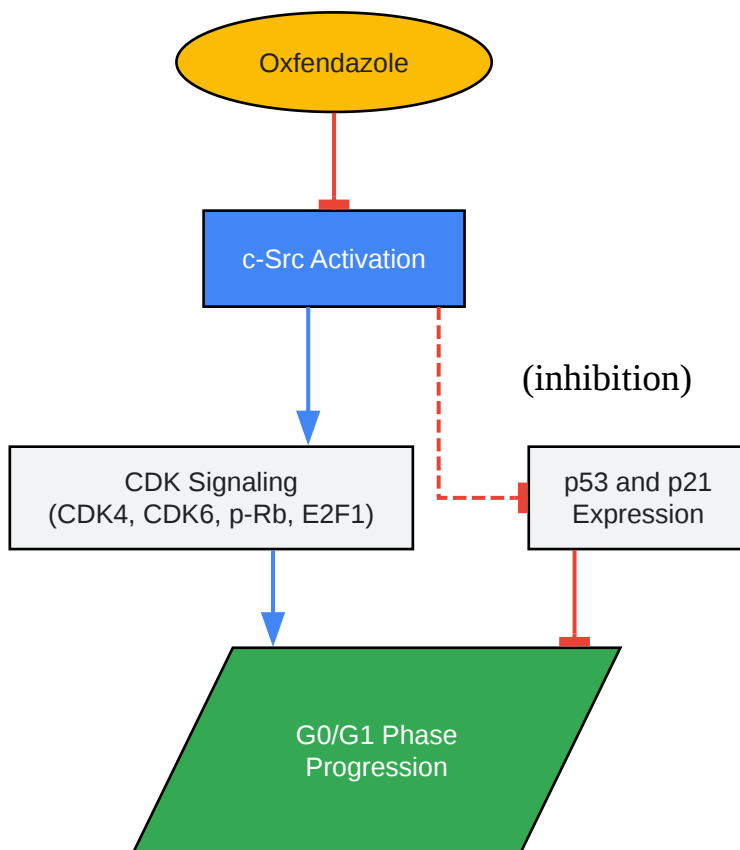 Oxfendazole
c-Src Activation
(inhibition)
CDK Signaling
(CDK4, CDK6, p-Rb, E2F1)
p53 and p21
Expression
G0/G1 Phase
Progression